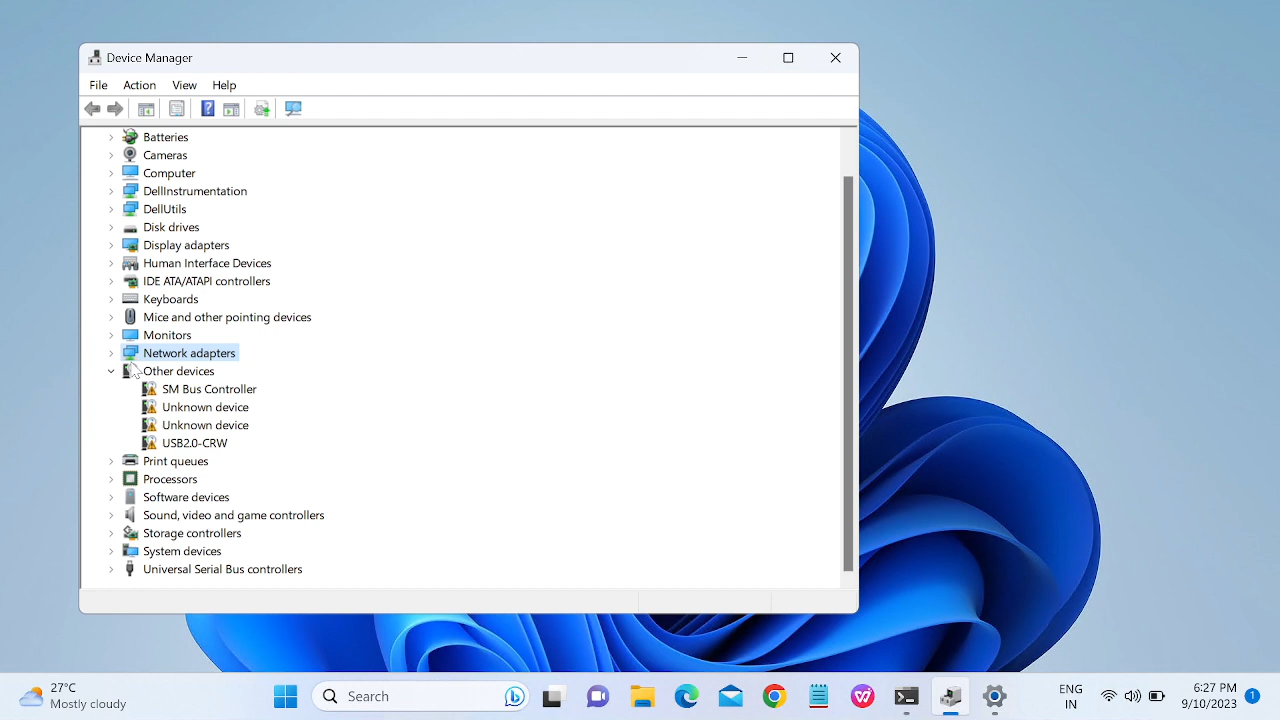 Device Manager
File Action View Help
Batteries
Cameras
Computer
DellInstrumentation
DellUtils
Disk drives
Display adapters
Human Interface Devices
IDE ATA/ATAPI controllers
Keyboards
Mice and other pointing devices
Monitors
Network adapters
Other devices
SM Bus Controller
Unknown device
Unknown device
USB2.0-CRW
Print queues
Processors
Software devices
Sound, video and game controllers
Storage controllers
System devices
Universal Serial Bus controllers
27°C
Mostly cloudy
Search
ENG
IN
6:27 PM
9/10/2023
1